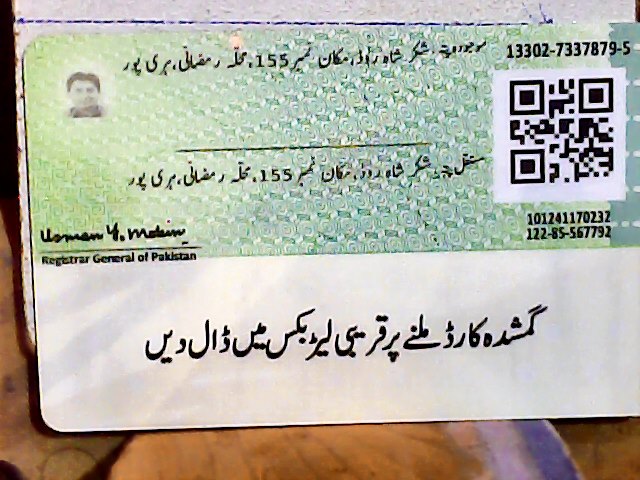 13302-7337879-5
موجودہ پتہ: شکر شاہ روڈ، مکان نمبر 155، محلہ رمضانی، ہری پور
مستقل پتہ: شکر شاہ روڈ، مکان نمبر 155، محلہ رمضانی، ہری پور
101241170232
122-85-567792
Usman Y. Mobin
Registrar General of Pakistan
گمشدہ کارڈ ملنے پر قریبی لیٹر بکس میں ڈال دیں